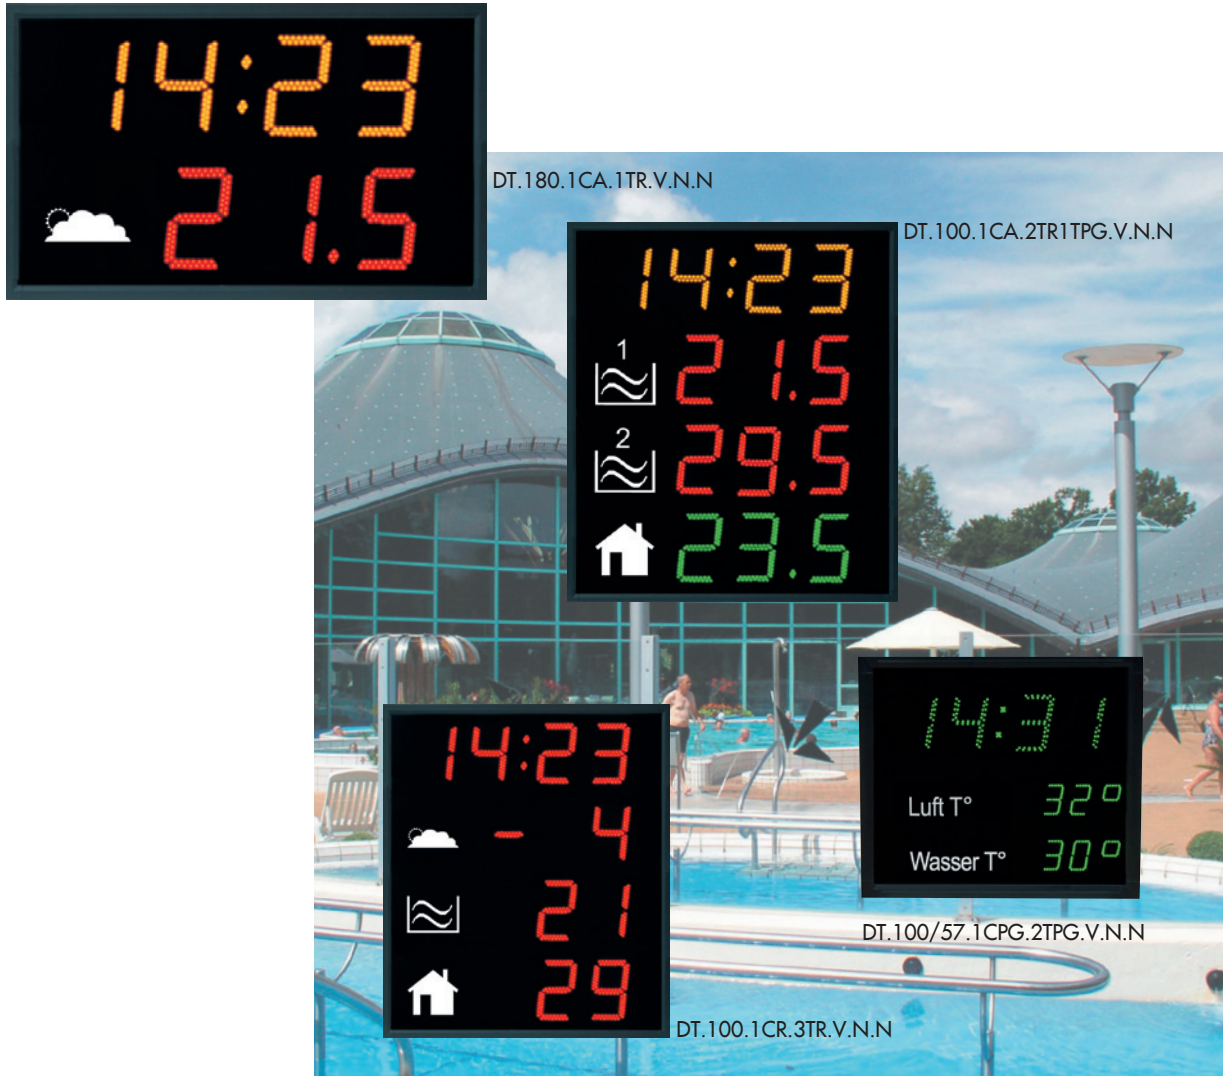 14:23
21.5
DT.180.1CA.1TR.V.N.N
DT.100.1CA.2TR1TPG.V.N.N
14:23
1
21.5
2
29.5
23.5
14:23
- 4
21
29
DT.100.1CR.3TR.V.N.N
14:31
Luft T° 32°
Wasser T° 30°
DT.100/57.1CPG.2TPG.V.N.N